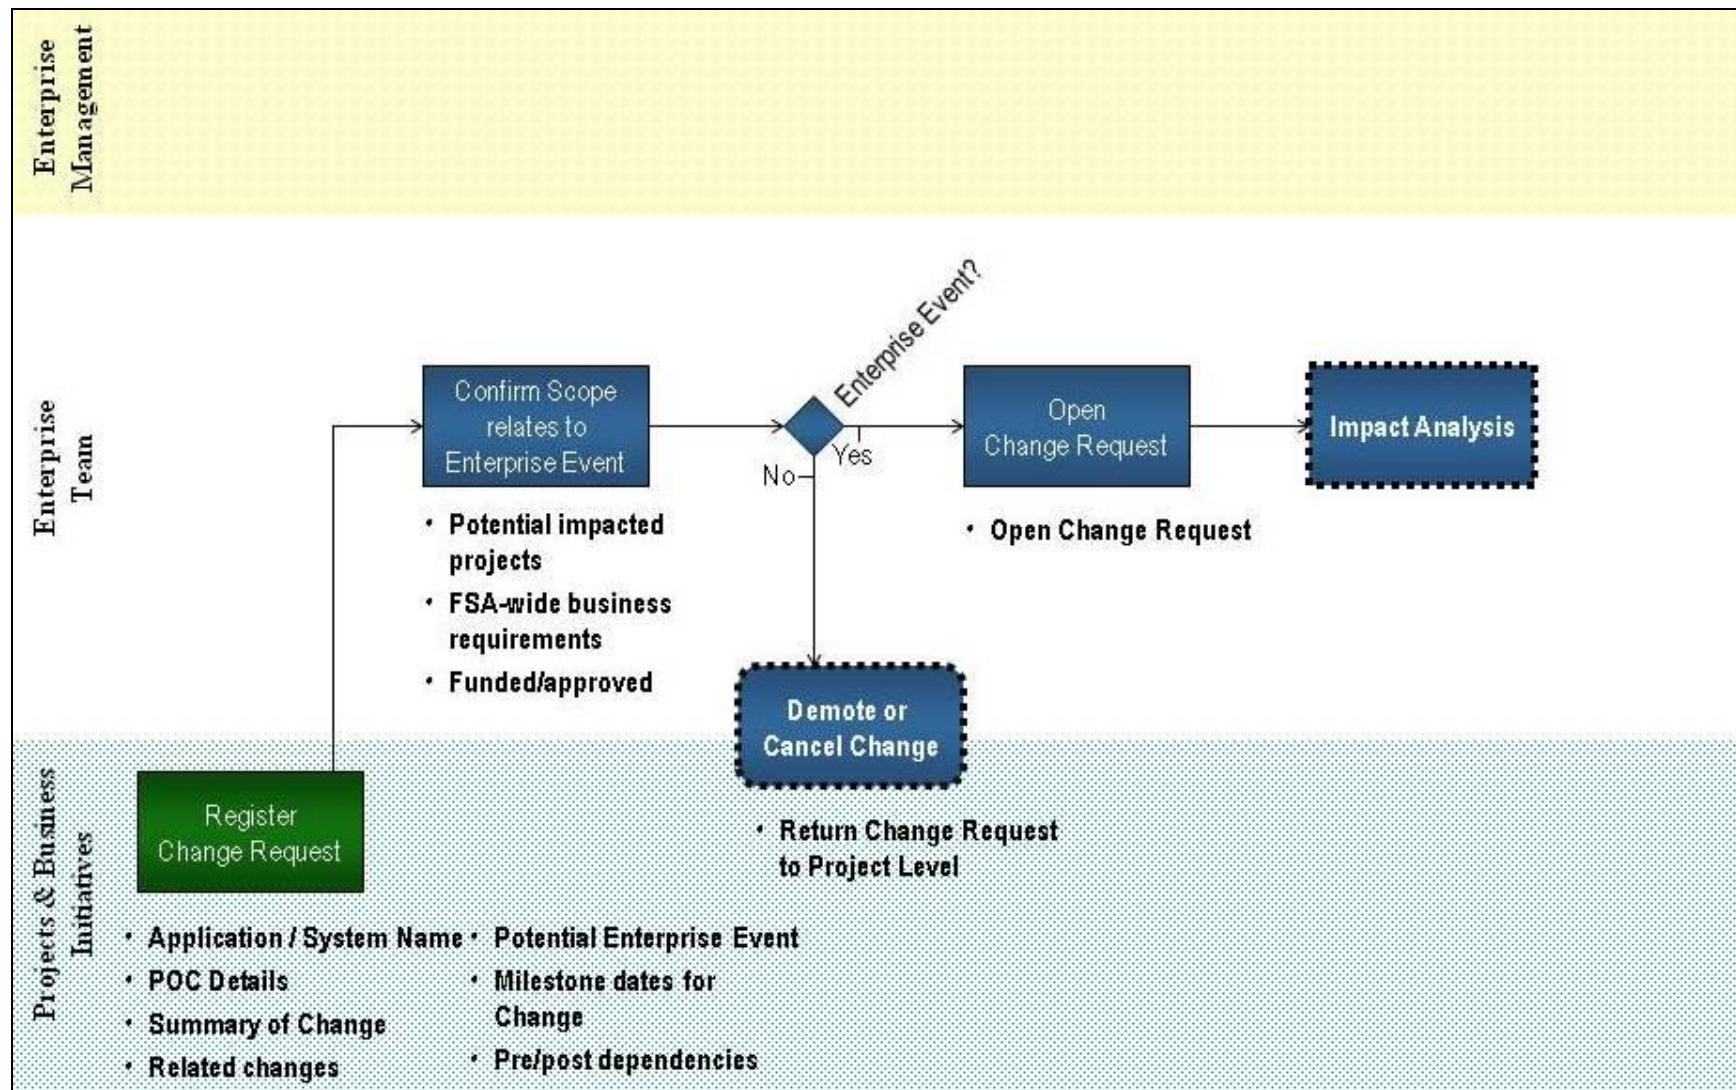 Enterprise
Management
Enterprise
Team
Projects & Business
Initiatives
Confirm Scope
relates to
Enterprise Event
• Potential impacted
projects
• FSA-wide business
requirements
• Funded/approved
Enterprise Event?
Yes
No
Open
Change Request
• Open Change Request
Impact Analysis
Demote or
Cancel Change
• Return Change Request
to Project Level
Register
Change Request
• Application / System Name
• POC Details
• Summary of Change
• Related changes
• Potential Enterprise Event
• Milestone dates for
Change
• Pre/post dependencies